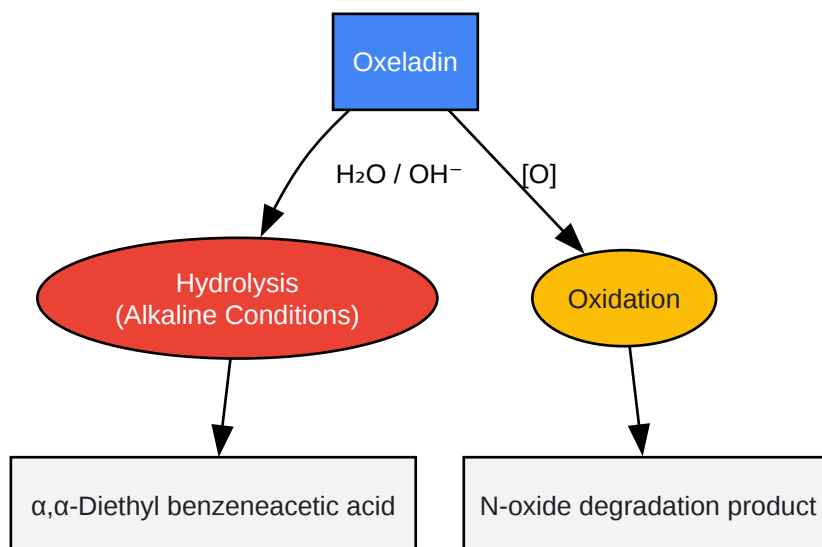 Oxeladin
H₂O / OH⁻
[O]
Hydrolysis
(Alkaline Conditions)
Oxidation
α,α-Diethyl benzeneacetic acid
N-oxide degradation product